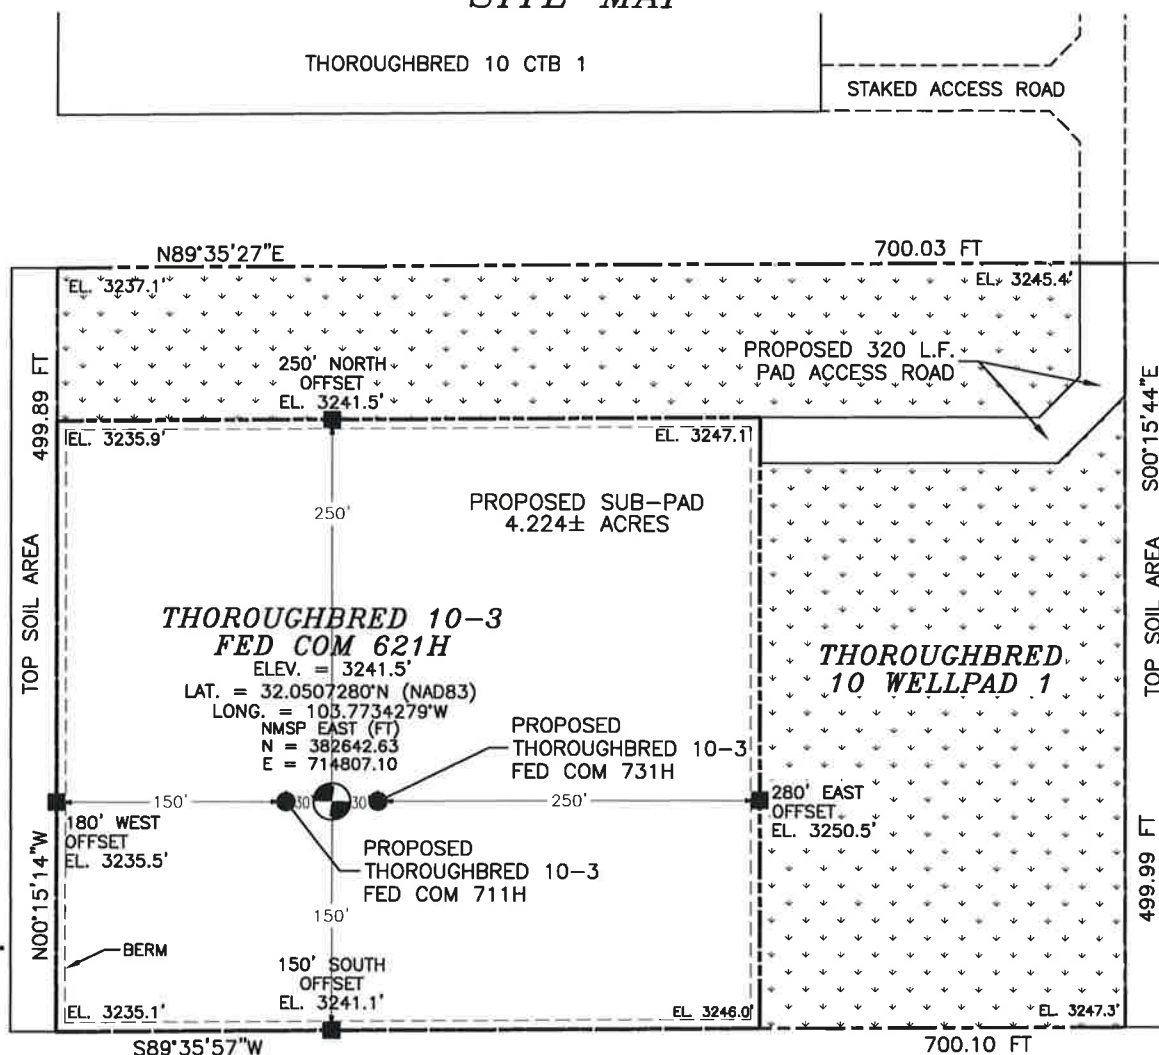 SITE MAP
THOROUGHBRED 10 CTB 1
STAKED ACCESS ROAD
N89°35'27"E
700.03 FT
EL. 3237.1'
EL. 3245.4'
PROPOSED 320 L.F.
PAD ACCESS ROAD
250' NORTH
OFFSET
EL. 3241.5'
499.89 FT
S00°15'44"E
EL. 3235.9'
EL. 3247.1
PROPOSED SUB-PAD
4.224± ACRES
250'
TOP SOIL AREA
TOP SOIL AREA
THOROUGHBRED 10-3
FED COM 621H
ELEV. = 3241.5'
LAT. = 32.0507280°N (NAD83)
LONG. = 103.7734279°W
NMSP EAST (FT)
N = 382642.63
E = 714807.10
THOROUGHBRED
10 WELLPAD 1
PROPOSED
THOROUGHBRED 10-3
FED COM 731H
150'
30'
30'
250'
180' WEST
OFFSET
EL. 3235.5'
280' EAST
OFFSET
EL. 3250.5'
PROPOSED
THOROUGHBRED 10-3
FED COM 711H
N00°15'14"W
499.99 FT
150'
BERM
150' SOUTH
OFFSET
EL. 3241.1'
EL. 3235.1'
EL. 3246.0'
EL. 3247.3'
S89°35'57"W
700.10 FT